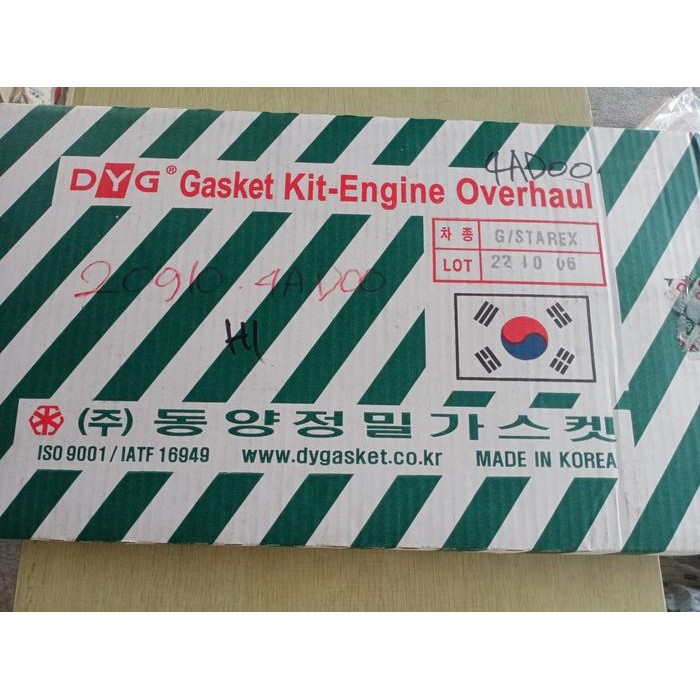 4AD00
DYG® Gasket Kit-Engine Overhaul
차종 G/STAREX
LOT 22 10 06
20910.4AD00
H1
(주) 동양정밀가스켓
ISO 9001 / IATF 16949 www.dygasket.co.kr MADE IN KOREA